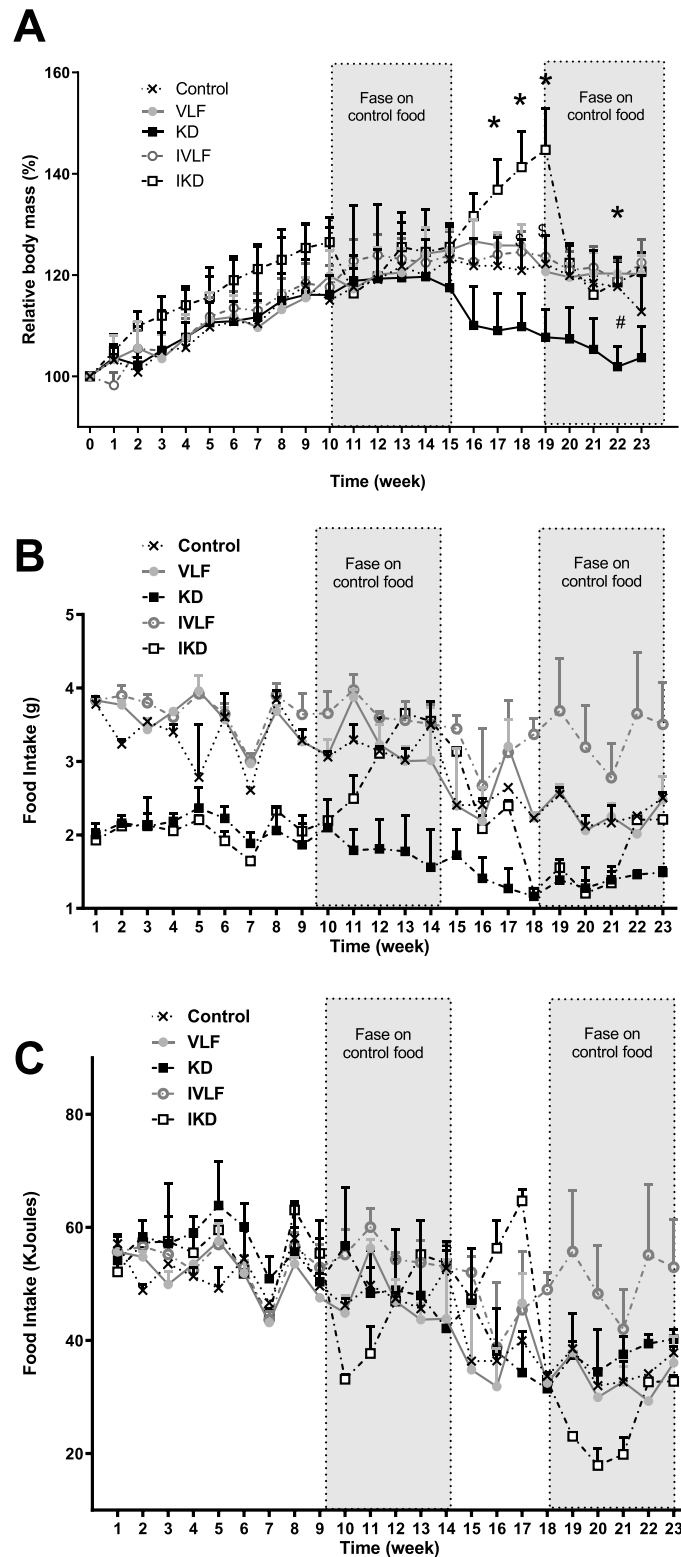 A
160
140
120
100
Relative body mass (%)
Control
VLF
KD
IVLF
IKD
Fase on
control food
Fase on
control food
*
*
*
*
$
$
#
0 1 2 3 4 5 6 7 8 9 10 11 12 13 14 15 16 17 18 19 20 21 22 23
Time (week)
B
Control
VLF
KD
IVLF
IKD
Fase on
control food
Fase on
control food
5
4
3
2
1
Food Intake (g)
1 2 3 4 5 6 7 8 9 10 11 12 13 14 15 16 17 18 19 20 21 22 23
Time (week)
C
Control
VLF
KD
IVLF
IKD
Fase on
control food
Fase on
control food
80
60
40
20
Food Intake (KJoules)
1 2 3 4 5 6 7 8 9 10 11 12 13 14 15 16 17 18 19 20 21 22 23
Time (week)